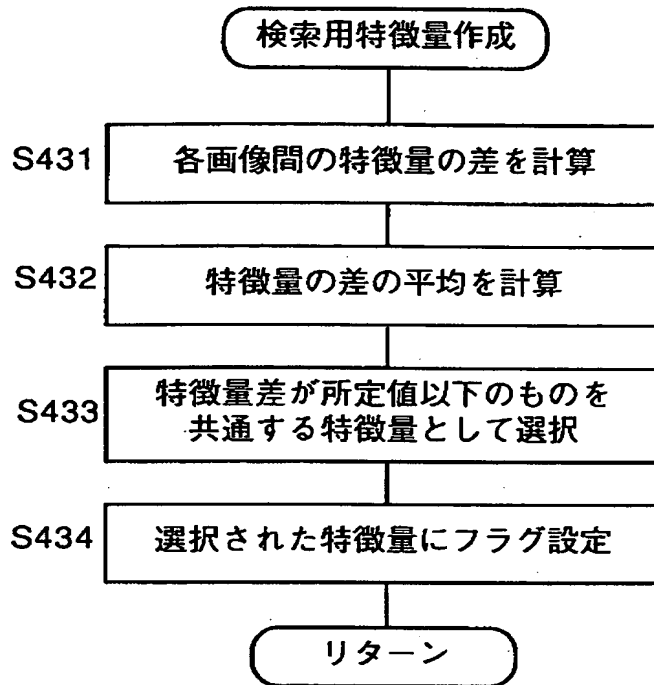 検索用特徴量作成
S431
各画像間の特徴量の差を計算
S432
特徴量の差の平均を計算
S433
特徴量差が所定値以下のものを
共通する特徴量として選択
S434
選択された特徴量にフラグ設定
リターン